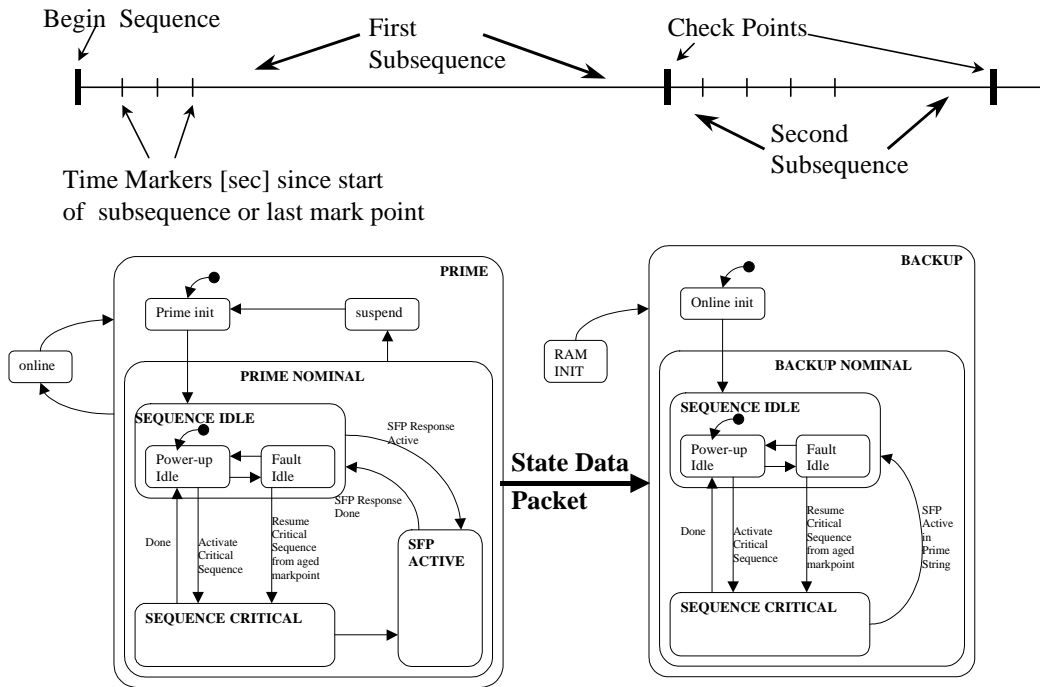 Begin Sequence
First
Subsequence
Check Points
Second
Subsequence
Time Markers [sec] since start
of subsequence or last mark point
PRIME
Prime init
suspend
online
PRIME NOMINAL
SEQUENCE IDLE
Power-up
Idle
Fault
Idle
SFP Response
Active
SFP Response
Done
Done
Activate
Critical
Sequence
Resume
Critical
Sequence
from aged
markpoint
SFP
ACTIVE
SEQUENCE CRITICAL
State Data
Packet
BACKUP
Online init
RAM
INIT
BACKUP NOMINAL
SEQUENCE IDLE
Power-up
Idle
Fault
Idle
Done
Activate
Critical
Sequence
Resume
Critical
Sequence
from aged
markpoint
SFP
Active
in
Prime
String
SEQUENCE CRITICAL